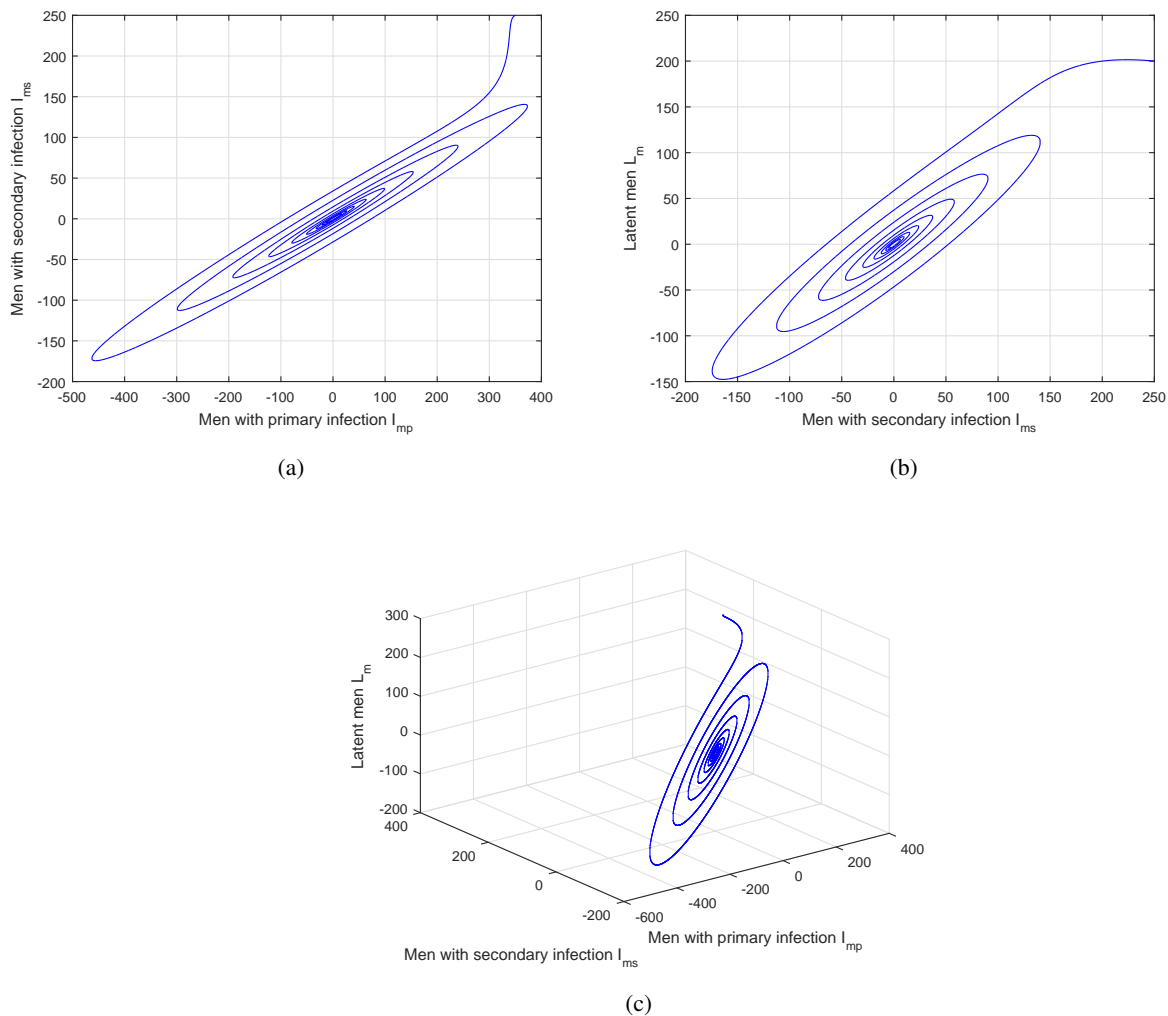 (a)
250
200
150
100
50
0
-50
-100
-150
-200
-500 -400 -300 -200 -100 0 100 200 300 400
Men with primary infection I_mp
Men with secondary infection I_ms
(b)
250
200
150
100
50
0
-50
-100
-150
-200 -150 -100 -50 0 50 100 150 200 250
Men with secondary infection I_ms
Latent men L_m
(a)
(b)
300
200
100
0
-100
-200
Latent men L_m
400
200
0
-200
Men with secondary infection I_ms
-600
-400
-200
0
200
400
Men with primary infection I_mp
(c)